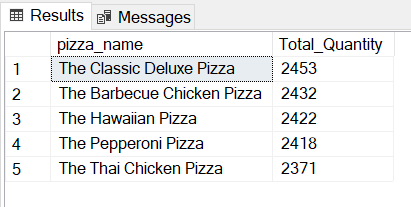 Results Messages
pizza_name Total_Quantity
1 The Classic Deluxe Pizza 2453
2 The Barbecue Chicken Pizza 2432
3 The Hawaiian Pizza 2422
4 The Pepperoni Pizza 2418
5 The Thai Chicken Pizza 2371